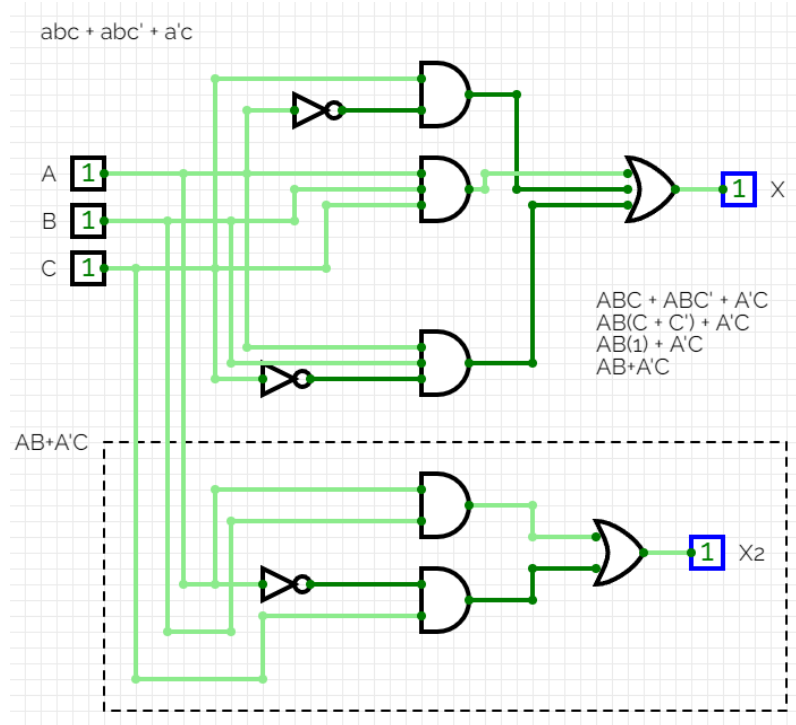 abc + abc' + a'c
A 1
B 1
C 1
1 X
ABC + ABC' + A'C
AB(C + C') + A'C
AB(1) + A'C
AB+A'C
AB+A'C
1 X2